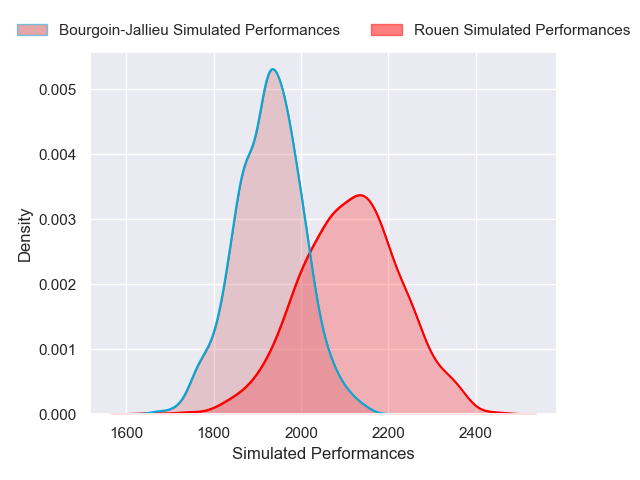 Bourgoin-Jallieu Simulated Performances Rouen Simulated Performances
0.005
0.004
0.003
0.002
0.001
0.000
Density
1600 1800 2000 2200 2400
Simulated Performances